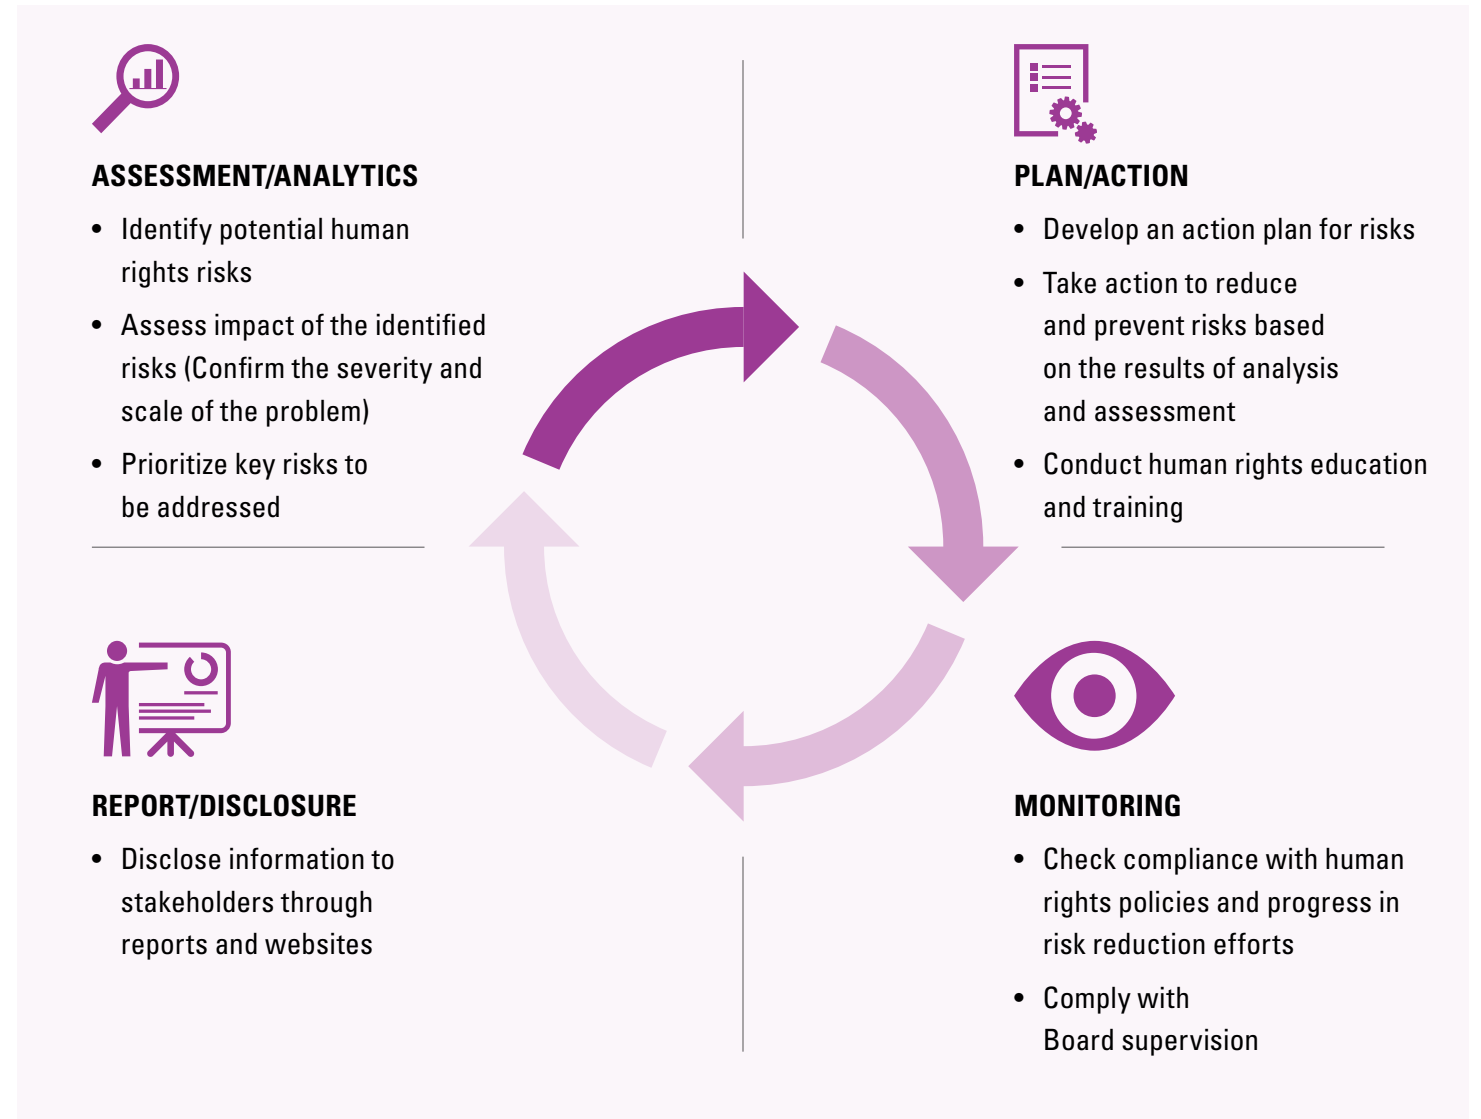 ASSESSMENT/ANALYTICS
• Identify potential human
rights risks
• Assess impact of the identified
risks (Confirm the severity and
scale of the problem)
• Prioritize key risks to
be addressed
PLAN/ACTION
• Develop an action plan for risks
• Take action to reduce
and prevent risks based
on the results of analysis
and assessment
• Conduct human rights education
and training
REPORT/DISCLOSURE
• Disclose information to
stakeholders through
reports and websites
MONITORING
• Check compliance with human
rights policies and progress in
risk reduction efforts
• Comply with
Board supervision